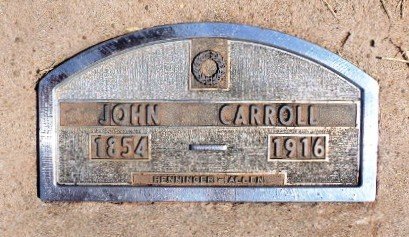 JOHN CARROLL
1854 — 1916
HENNINGER-ALLEN